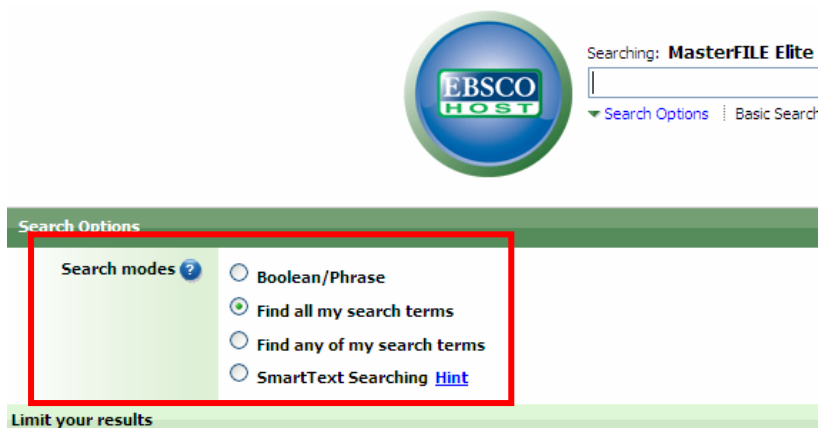 Searching: MasterFILE Elite
EBSCO
HOST
Search Options Basic Search
Search Options
Search modes ?
Boolean/Phrase
Find all my search terms
Find any of my search terms
SmartText Searching Hint
Limit your results